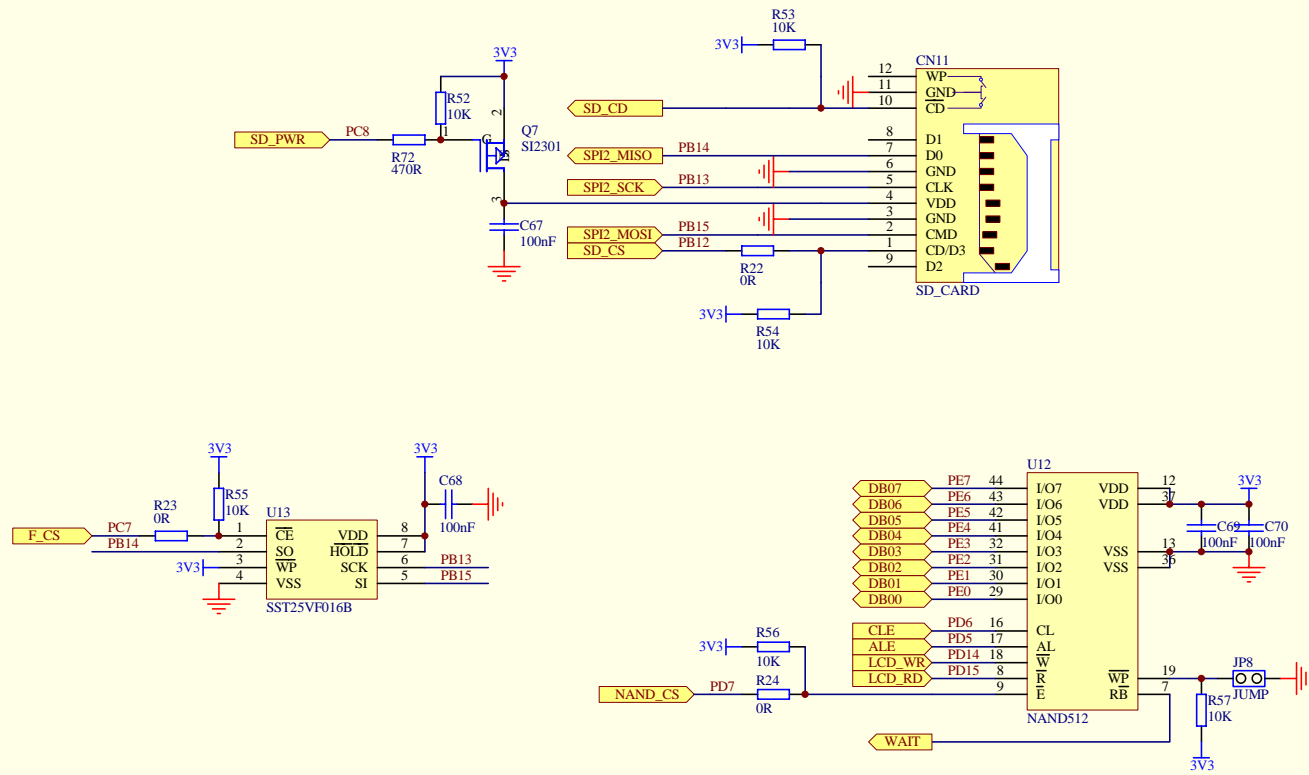 R53
10K
3V3
CN11
12 WP
11 GND
10 CD
SD_CD
3V3
R52
10K
2
SD_PWR PC8
R72
470R
1 G
Q7
SI2301
3
C67
100nF
8 D1
SPI2_MISO PB14 7 D0
6 GND
SPI2_SCK PB13 5 CLK
4 VDD
3 GND
SPI2_MOSI PB15 2 CMD
SD_CS PB12 1 CD/D3
R22
0R
9 D2
SD_CARD
3V3
R54
10K
3V3
R55
10K
R23
0R
F_CS PC7
PB14
3V3
U13
1 CE
2 SO
3 WP
4 VSS
VDD 8
HOLD 7
SCK 6 PB13
SI 5 PB15
SST25VF016B
3V3
C68
100nF
U12
DB07 PE7 44 I/O7
DB06 PE6 43 I/O6
DB05 PE5 42 I/O5
DB04 PE4 41 I/O4
DB03 PE3 32 I/O3
DB02 PE2 31 I/O2
DB01 PE1 30 I/O1
DB00 PE0 29 I/O0
CLE PD6 16 CL
ALE PD5 17 AL
LCD_WR PD14 18 W
LCD_RD PD15 8 R
9 E
R56
10K
3V3
NAND_CS PD7
R24
0R
NAND512
VDD 12
VDD 37
VSS 13
VSS 36
3V3
C69
100nF
C70
100nF
WP 19
RB 7
JP8
JUMP
R57
10K
3V3
WAIT